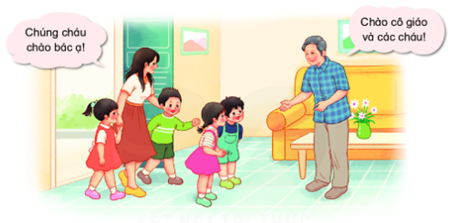 Chúng cháu
chào bác ạ!
Chào cô giáo
và các cháu!